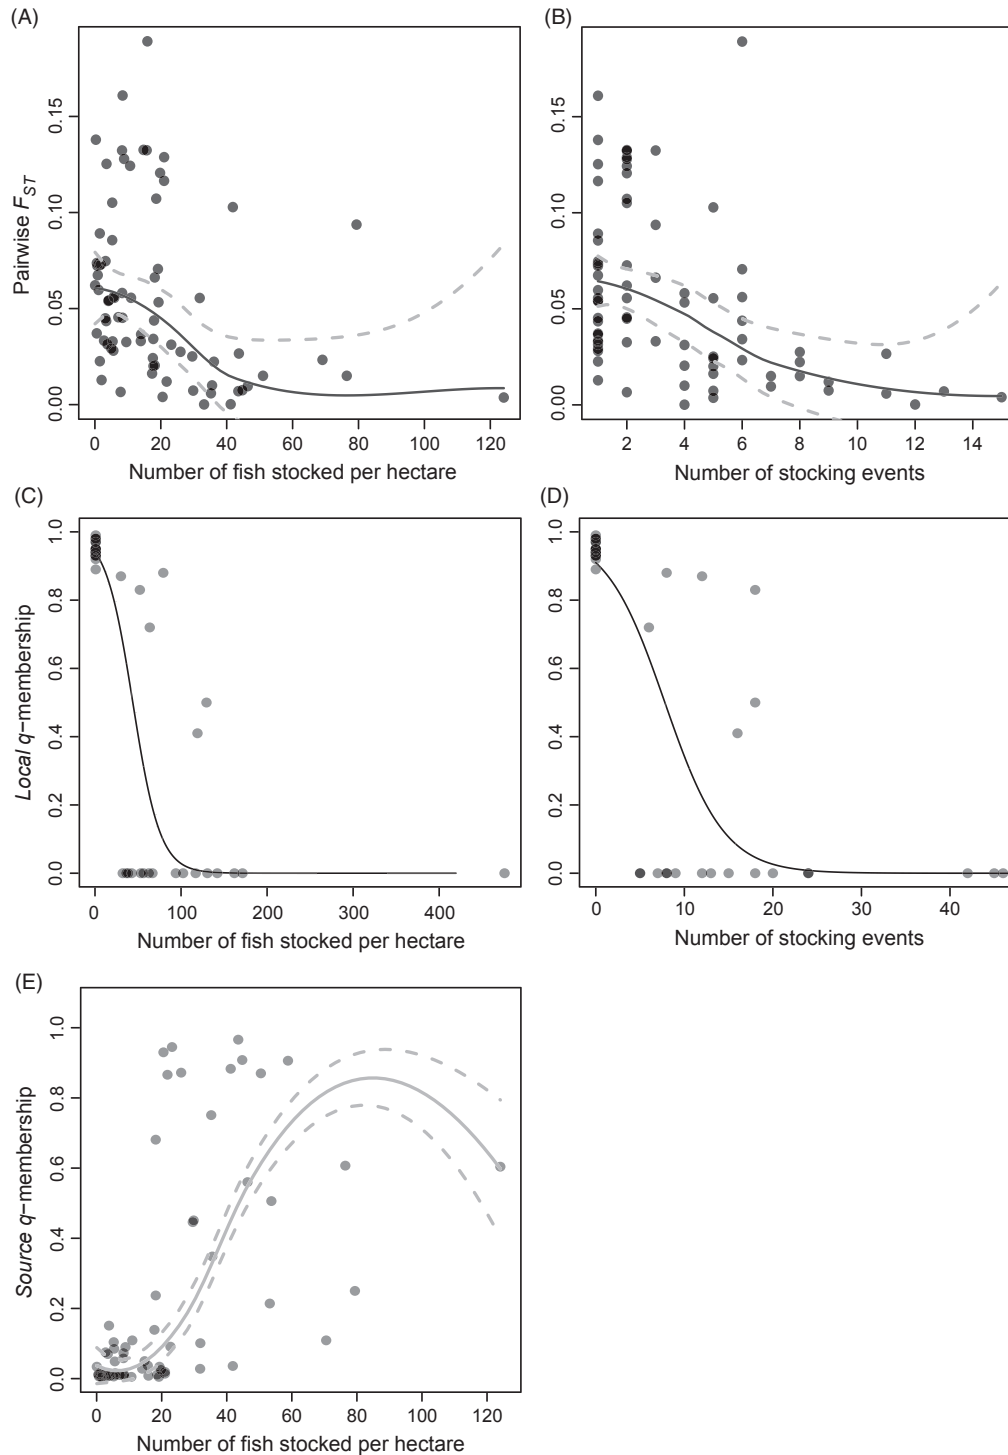 (A)
Pairwise F_ST
0.00 0.05 0.10 0.15
0 20 40 60 80 100 120
Number of fish stocked per hectare
(B)
0.00 0.05 0.10 0.15
2 4 6 8 10 12 14
Number of stocking events
(C)
Local q−membership
0.0 0.2 0.4 0.6 0.8 1.0
0 100 200 300 400
Number of fish stocked per hectare
(D)
0.0 0.2 0.4 0.6 0.8 1.0
0 10 20 30 40
Number of stocking events
(E)
Source q−membership
0.0 0.2 0.4 0.6 0.8 1.0
0 20 40 60 80 100 120
Number of fish stocked per hectare